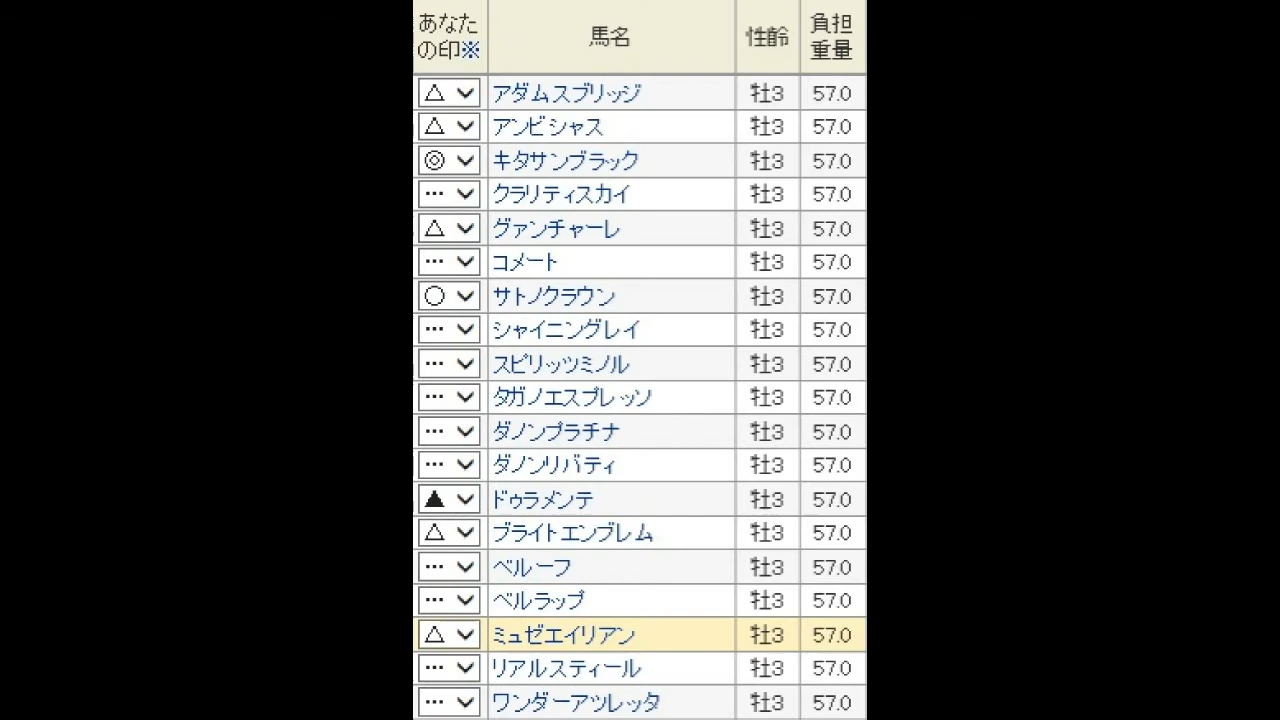 あなたの印※ 馬名 性齢 負担重量
△ アダムスブリッジ 牡3 57.0
△ アンビシャス 牡3 57.0
◎ キタサンブラック 牡3 57.0
… クラリティスカイ 牡3 57.0
△ グァンチャーレ 牡3 57.0
… コメート 牡3 57.0
○ サトノクラウン 牡3 57.0
… シャイニングレイ 牡3 57.0
… スピリッツミノル 牡3 57.0
… タガノエスプレッソ 牡3 57.0
… ダノンプラチナ 牡3 57.0
… ダノンリバティ 牡3 57.0
▲ ドゥラメンテ 牡3 57.0
△ ブライトエンブレム 牡3 57.0
… ベルーフ 牡3 57.0
… ベルラップ 牡3 57.0
△ ミュゼエイリアン 牡3 57.0
… リアルスティール 牡3 57.0
… ワンダーアツレッタ 牡3 57.0